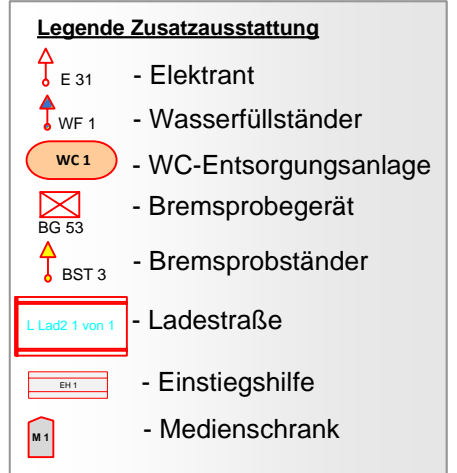 Legende Zusatzausstattung
E 31 - Elektrant
WF 1 - Wasserfüllständer
WC 1 - WC-Entsorgungsanlage
- Bremsprobegerät
BG 53
BST 3 - Bremsprobständer
L Lad2 1 von 1 - Ladestraße
EH 1 - Einstiegshilfe
M 1 - Medienschrank